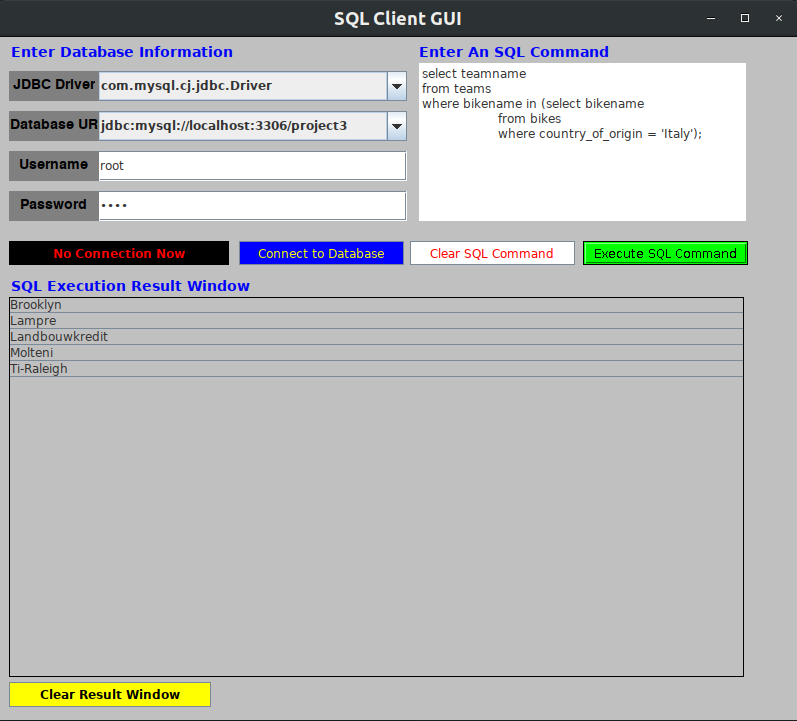 SQL Client GUI
Enter Database Information
Enter An SQL Command
JDBC Driver com.mysql.cj.jdbc.Driver
Database UR jdbc:mysql://localhost:3306/project3
Username root
Password ••••
select teamname
from teams
where bikename in (select bikename
from bikes
where country_of_origin = 'Italy');
No Connection Now
Connect to Database
Clear SQL Command
Execute SQL Command
SQL Execution Result Window
Brooklyn
Lampre
Landbouwkredit
Molteni
Ti-Raleigh
Clear Result Window